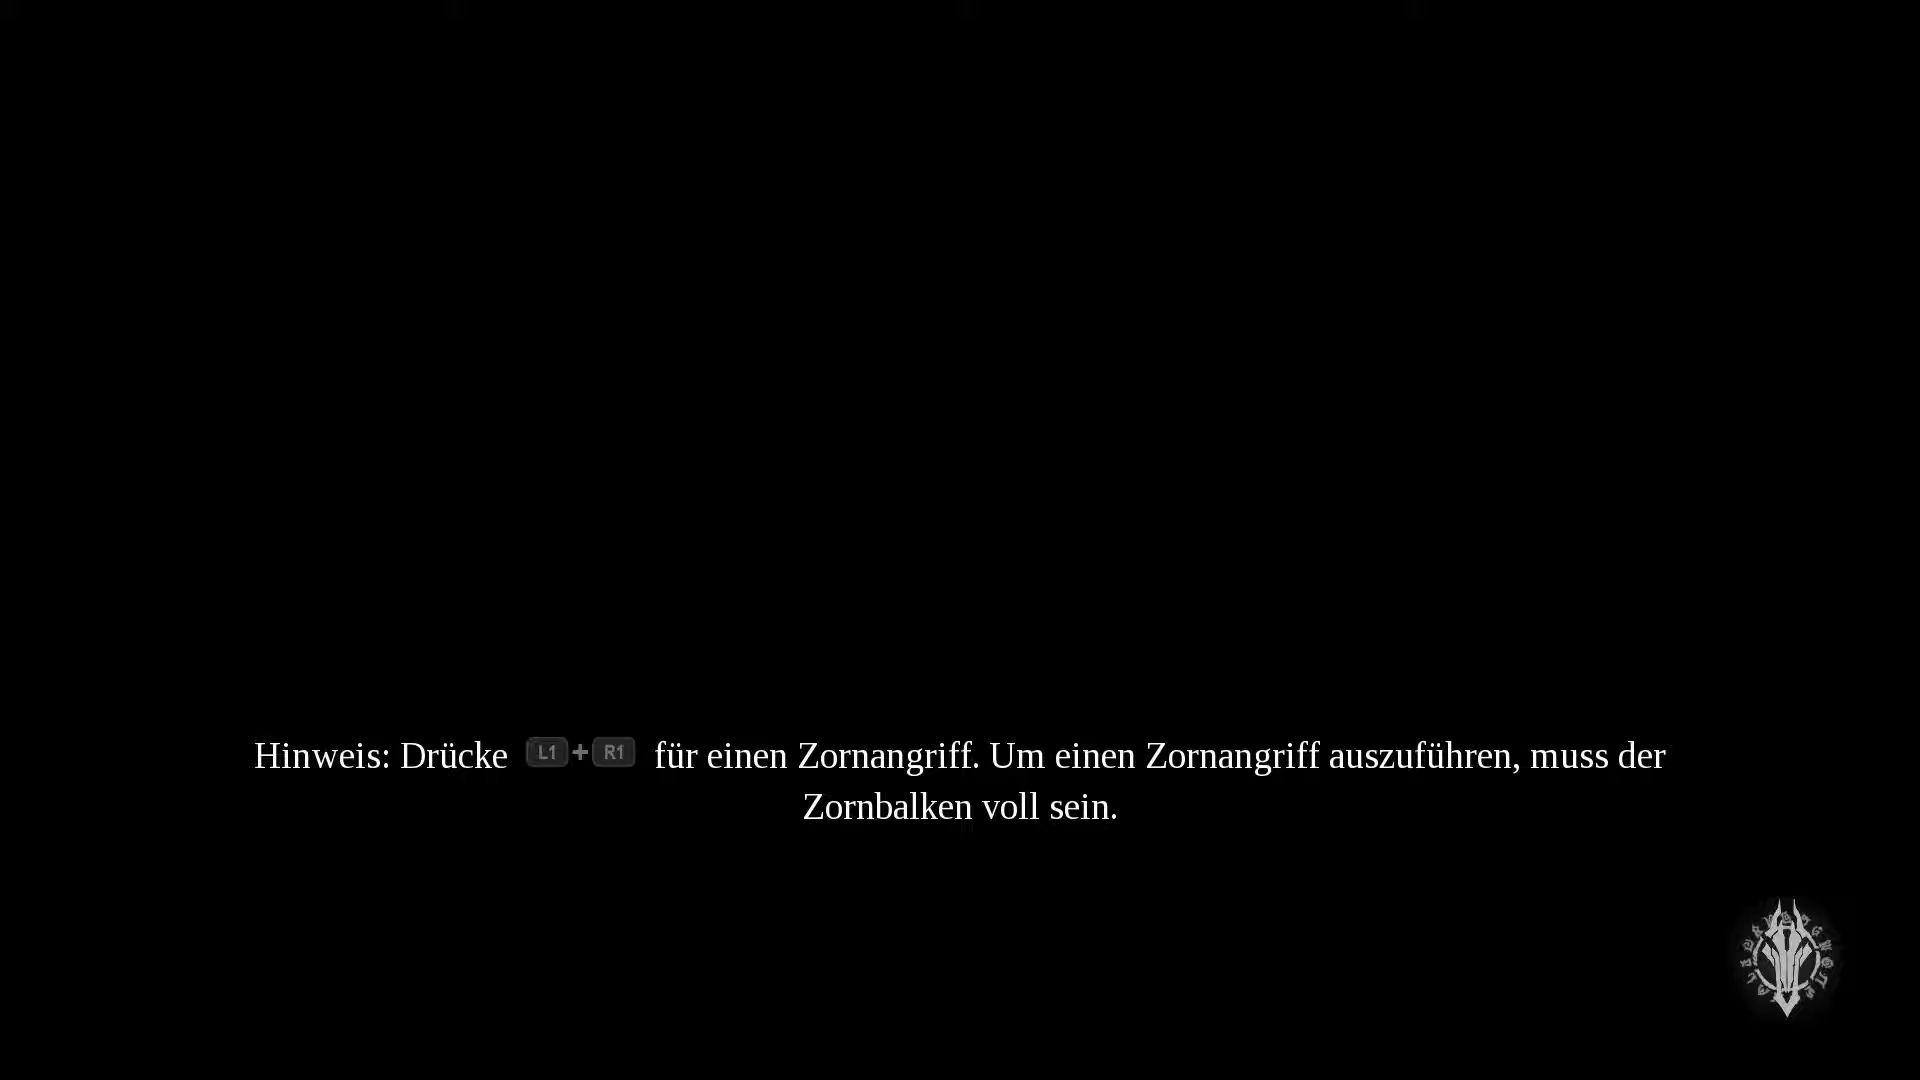 Hinweis: Drücke L1+R1 für einen Zornangriff. Um einen Zornangriff auszuführen, muss der
Zornbalken voll sein.